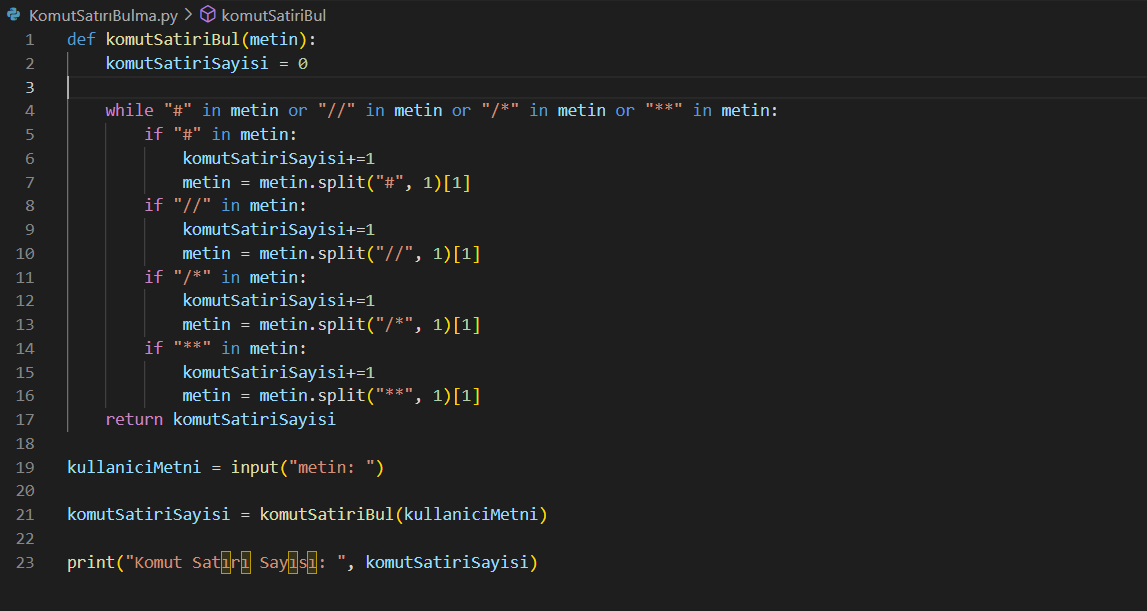 KomutSatırıBulma.py > komutSatiriBul
1 def komutSatiriBul(metin):
2     komutSatiriSayisi = 0
3
4     while "#" in metin or "//" in metin or "/*" in metin or "**" in metin:
5         if "#" in metin:
6             komutSatiriSayisi+=1
7             metin = metin.split("#", 1)[1]
8         if "//" in metin:
9             komutSatiriSayisi+=1
10             metin = metin.split("//", 1)[1]
11         if "/*" in metin:
12             komutSatiriSayisi+=1
13             metin = metin.split("/*", 1)[1]
14         if "**" in metin:
15             komutSatiriSayisi+=1
16             metin = metin.split("**", 1)[1]
17     return komutSatiriSayisi
18
19 kullaniciMetni = input("metin: ")
20
21 komutSatiriSayisi = komutSatiriBul(kullaniciMetni)
22
23 print("Komut Satırı Sayısı: ", komutSatiriSayisi)